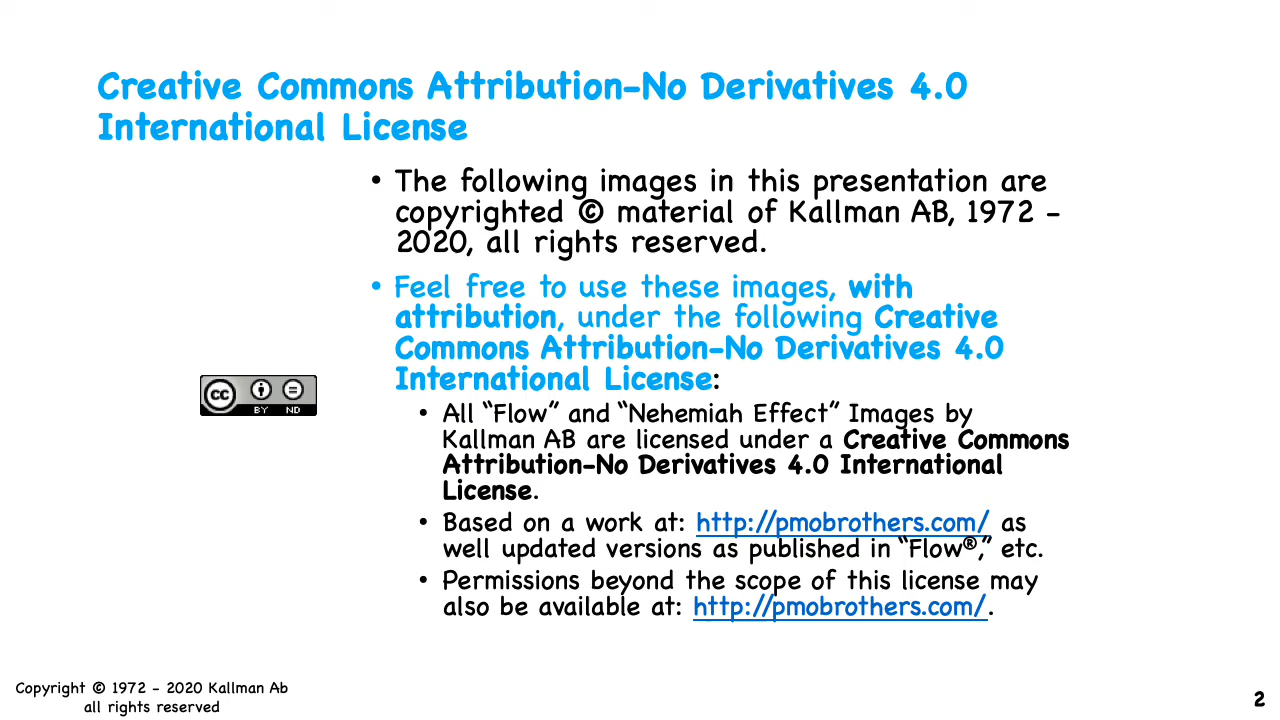 Creative Commons Attribution-No Derivatives 4.0
International License
• The following images in this presentation are
copyrighted © material of Kallman AB, 1972 -
2020, all rights reserved.
• Feel free to use these images, with
attribution, under the following Creative
Commons Attribution-No Derivatives 4.0
International License:
cc BY ND
• All “Flow” and “Nehemiah Effect” Images by
Kallman AB are licensed under a Creative Commons
Attribution-No Derivatives 4.0 International
License.
• Based on a work at: http://pmobrothers.com/ as
well updated versions as published in “Flow®,” etc.
• Permissions beyond the scope of this license may
also be available at: http://pmobrothers.com/.
Copyright © 1972 - 2020 Kallman Ab
all rights reserved
2